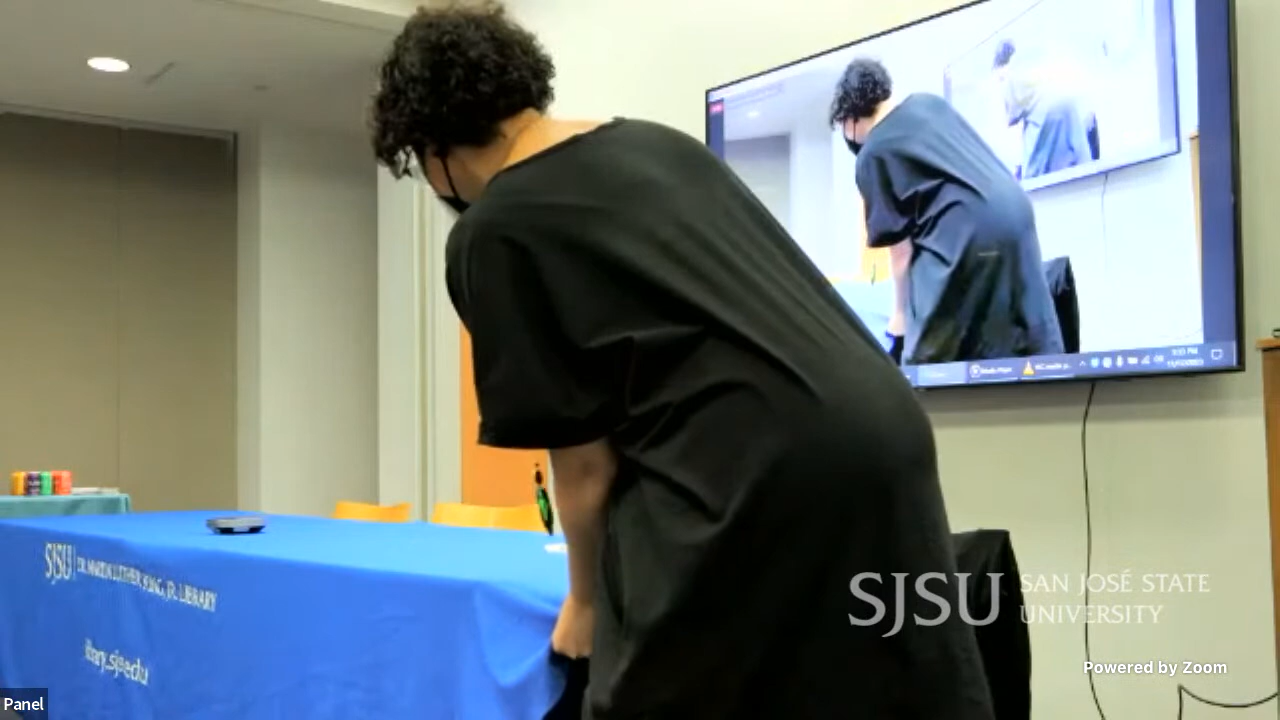 SJSU DR. MARTIN LUTHER KING, JR. LIBRARY
library.sjsu.edu
SJSU SAN JOSÉ STATE
UNIVERSITY
Powered by Zoom
Panel